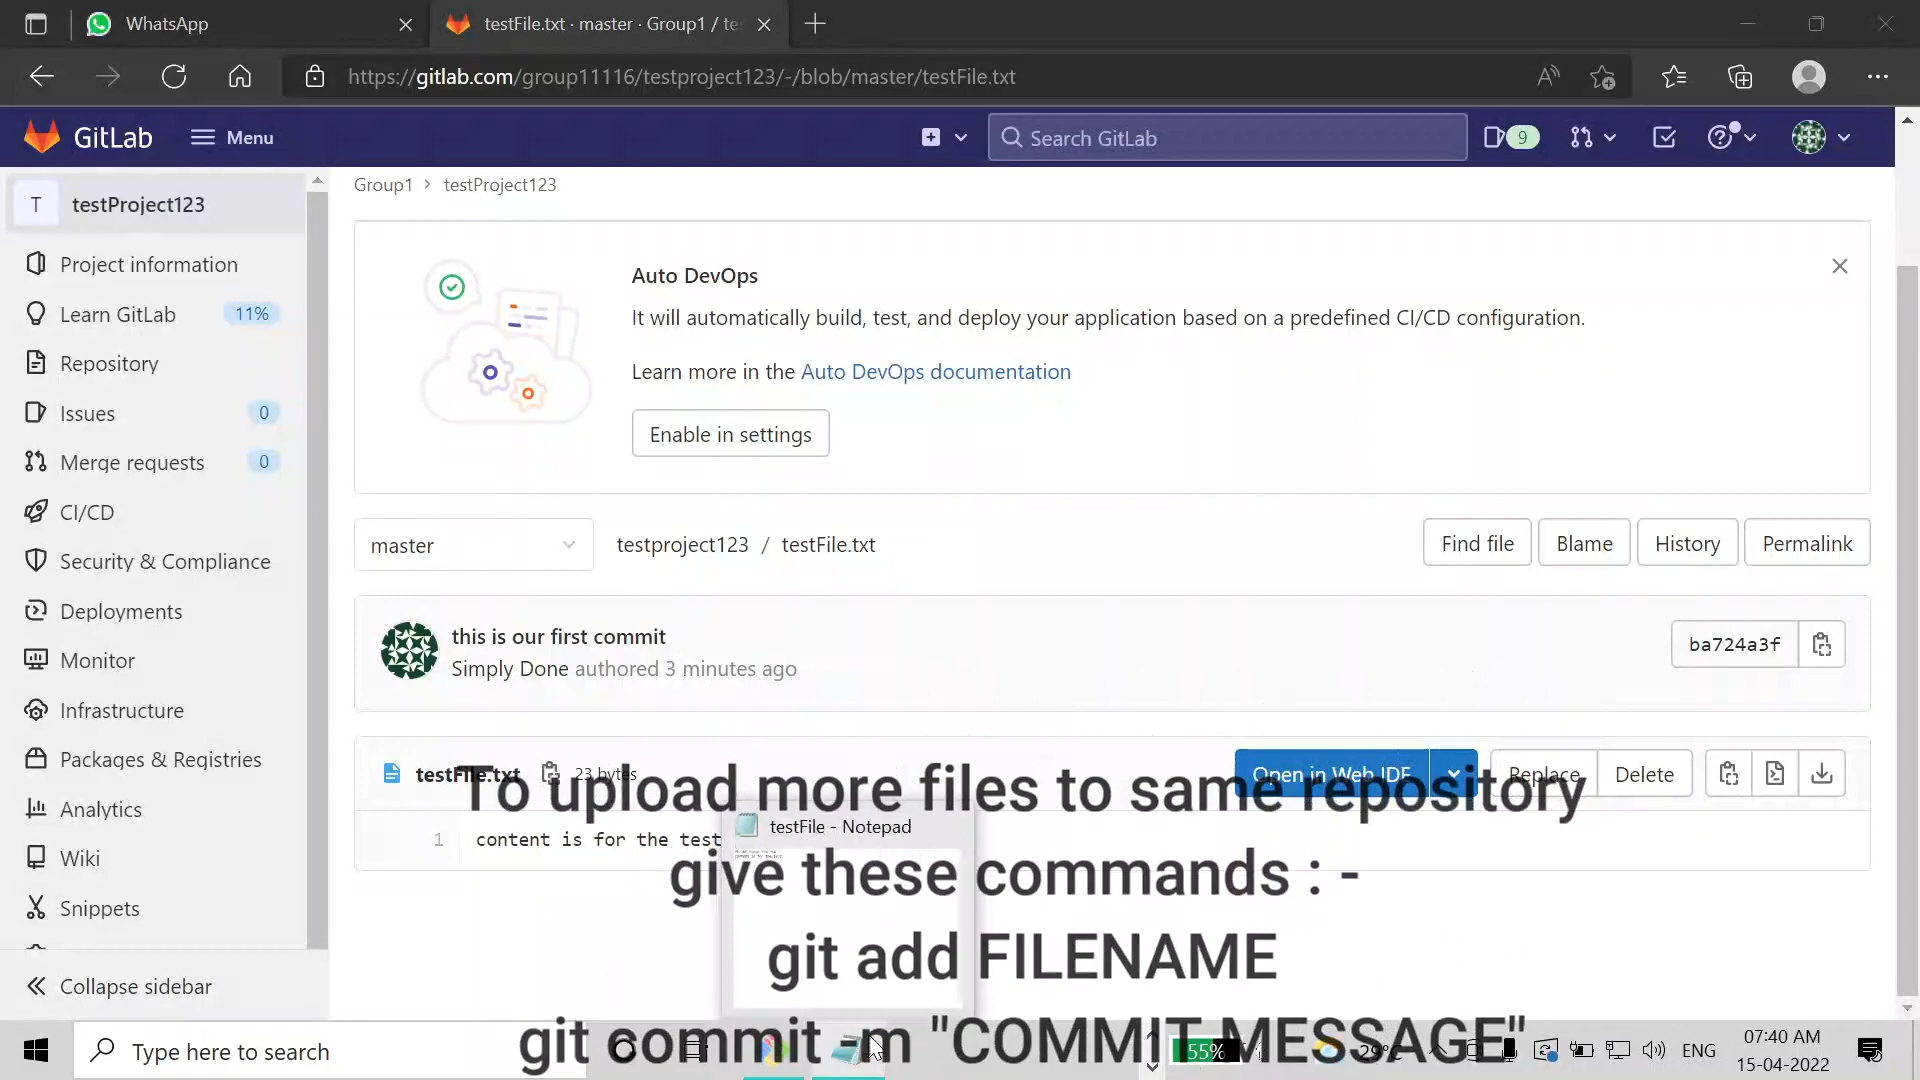 WhatsApp
testFile.txt · master · Group1 / te
https://gitlab.com/group11116/testproject123/-/blob/master/testFile.txt
GitLab
Menu
Search GitLab
9
T
testProject123
Project information
Learn GitLab
11%
Repository
Issues
0
Merge requests
0
CI/CD
Security & Compliance
Deployments
Monitor
Infrastructure
Packages & Registries
Analytics
Wiki
Snippets
Collapse sidebar
Group1 > testProject123
Auto DevOps
It will automatically build, test, and deploy your application based on a predefined CI/CD configuration.
Learn more in the Auto DevOps documentation
Enable in settings
master
testproject123 / testFile.txt
Find file
Blame
History
Permalink
this is our first commit
Simply Done authored 3 minutes ago
ba724a3f
testFile.txt
23 bytes
Open in Web IDE
Replace
Delete
1 content is for the test
testFile - Notepad
To upload more files to same repository
give these commands : -
git add FILENAME
git commit -m "COMMIT MESSAGE"
Type here to search
55%
29°C
ENG
07:40 AM
15-04-2022